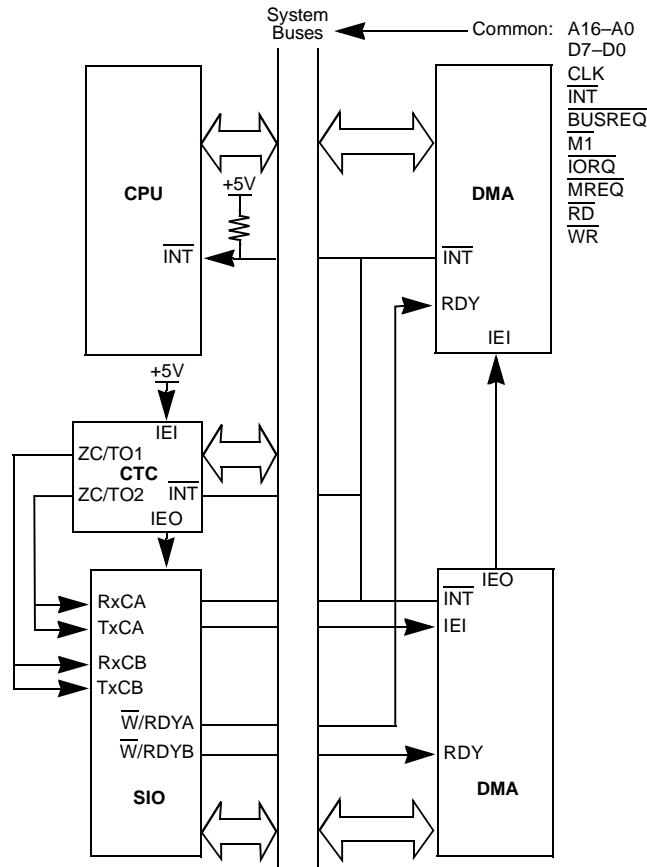 System
Buses
Common: A16–A0
D7–D0
CLK
INT
BUSREQ
M1
IORQ
MREQ
RD
WR
CPU
+5V
INT
DMA
INT
RDY
IEI
+5V
IEI
ZC/TO1
CTC
ZC/TO2
INT
IEO
RxCA
TxCA
RxCB
TxCB
W/RDYA
W/RDYB
SIO
IEO
INT
IEI
RDY
DMA